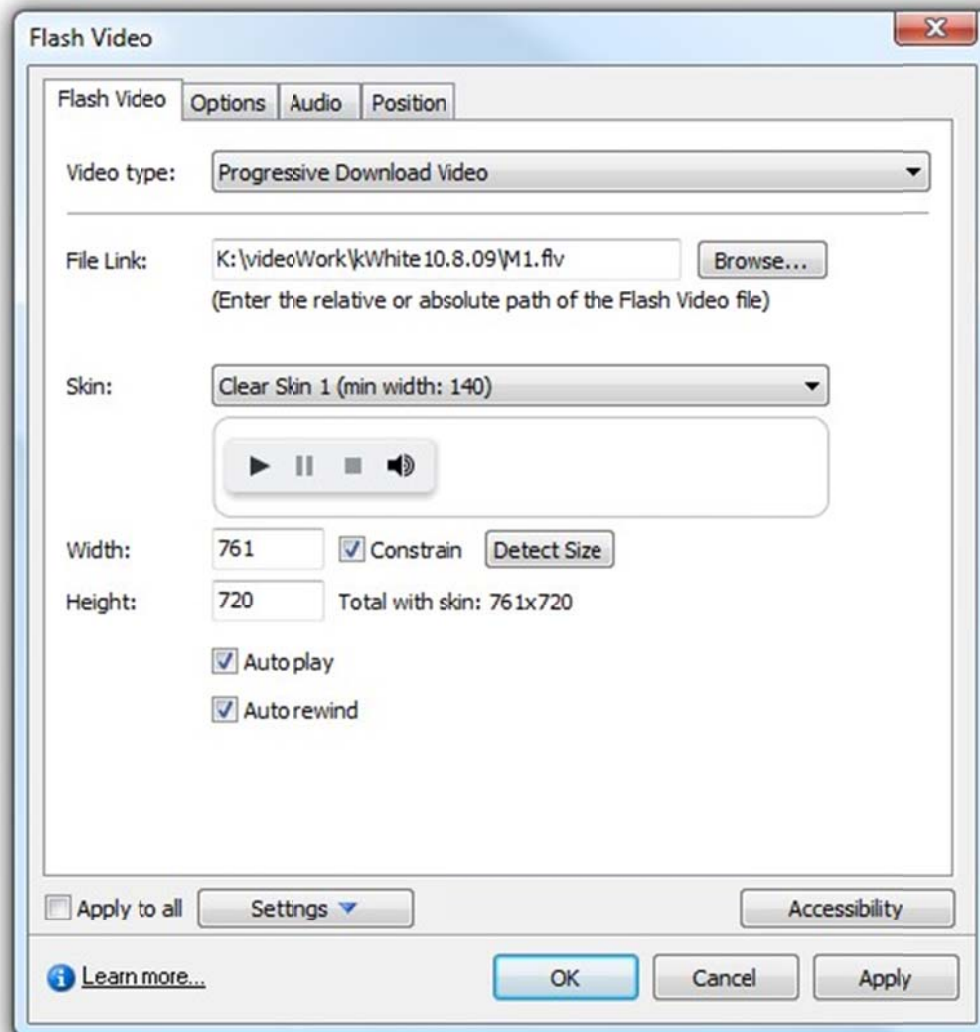 Flash Video
Flash Video Options Audio Position
Video type: Progressive Download Video
File Link: K:\videoWork\kWhite10.8.09\M1.flv Browse...
(Enter the relative or absolute path of the Flash Video file)
Skin: Clear Skin 1 (min width: 140)
Width: 761 Constrain Detect Size
Height: 720 Total with skin: 761x720
Auto play
Auto rewind
Apply to all Settngs Accessibility
Learn more... OK Cancel Apply